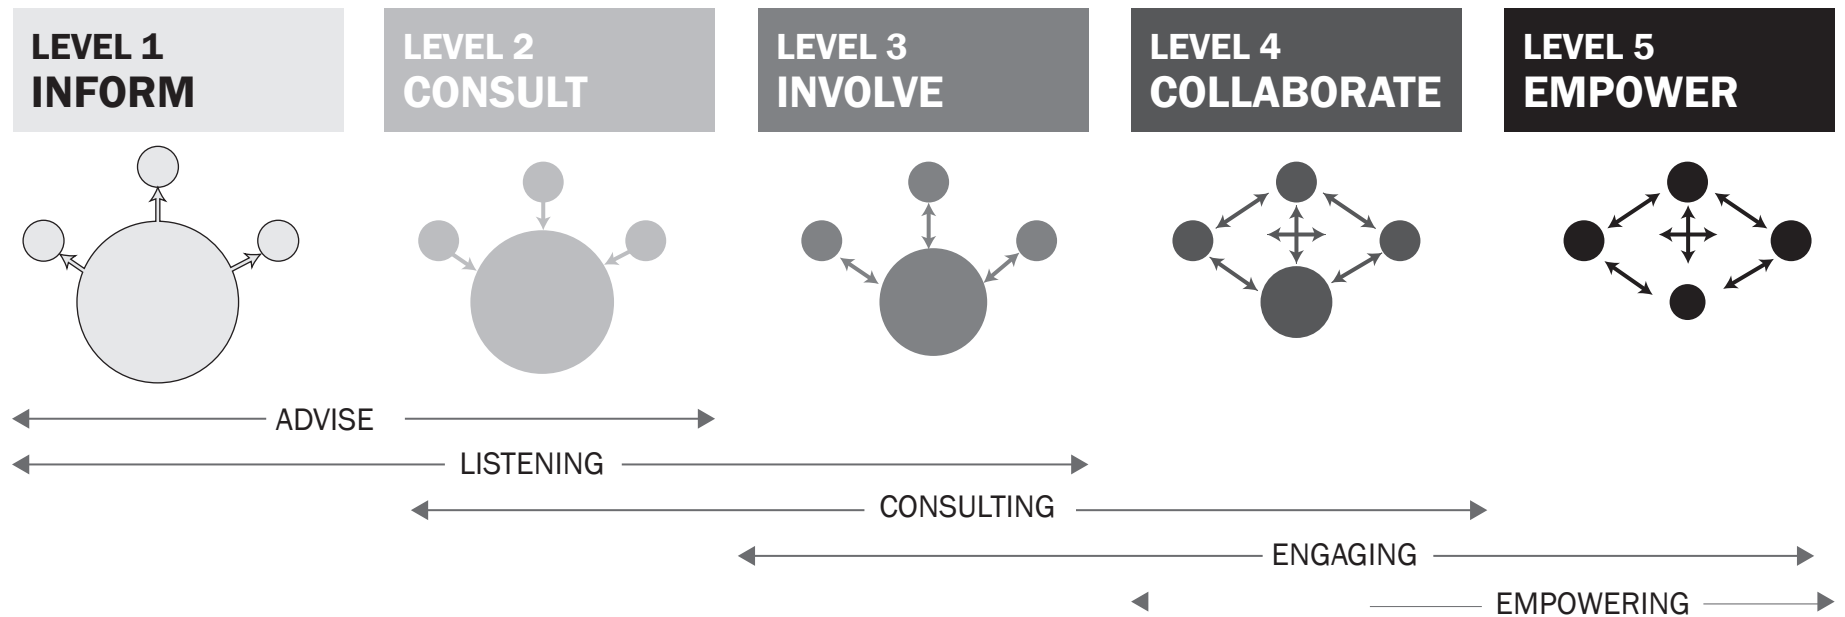 LEVEL 1
INFORM
LEVEL 2
CONSULT
LEVEL 3
INVOLVE
LEVEL 4
COLLABORATE
LEVEL 5
EMPOWER
ADVISE
LISTENING
CONSULTING
ENGAGING
EMPOWERING